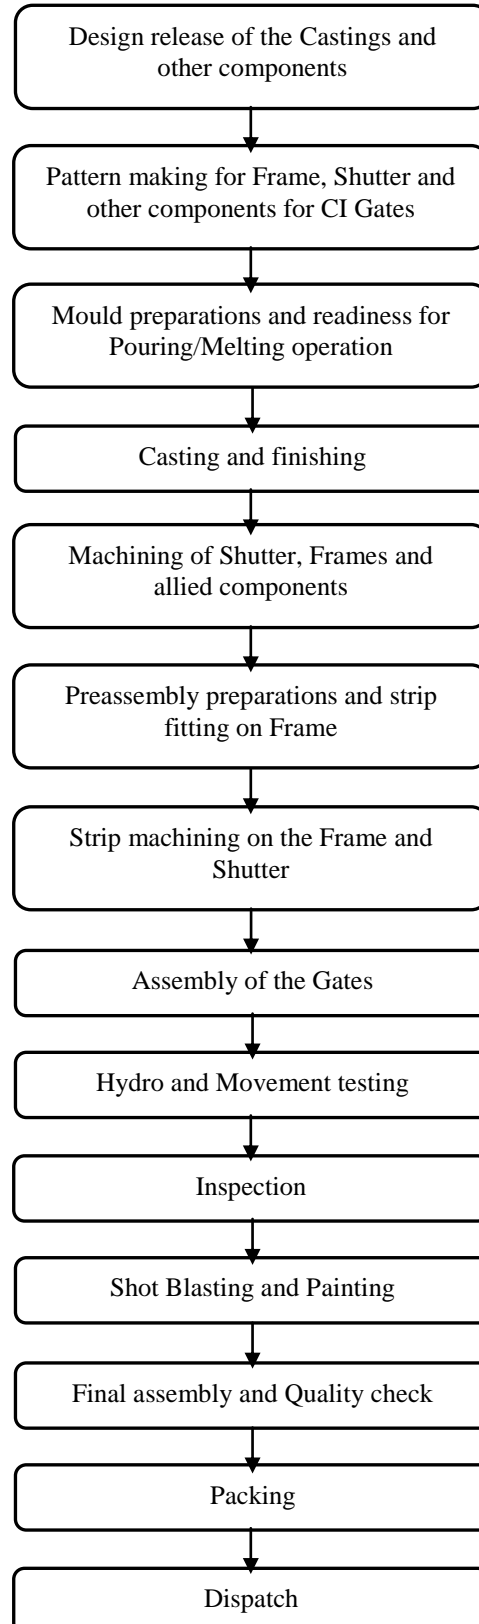 Design release of the Castings and
other components
Pattern making for Frame, Shutter and
other components for CI Gates
Mould preparations and readiness for
Pouring/Melting operation
Casting and finishing
Machining of Shutter, Frames and
allied components
Preassembly preparations and strip
fitting on Frame
Strip machining on the Frame and
Shutter
Assembly of the Gates
Hydro and Movement testing
Inspection
Shot Blasting and Painting
Final assembly and Quality check
Packing
Dispatch